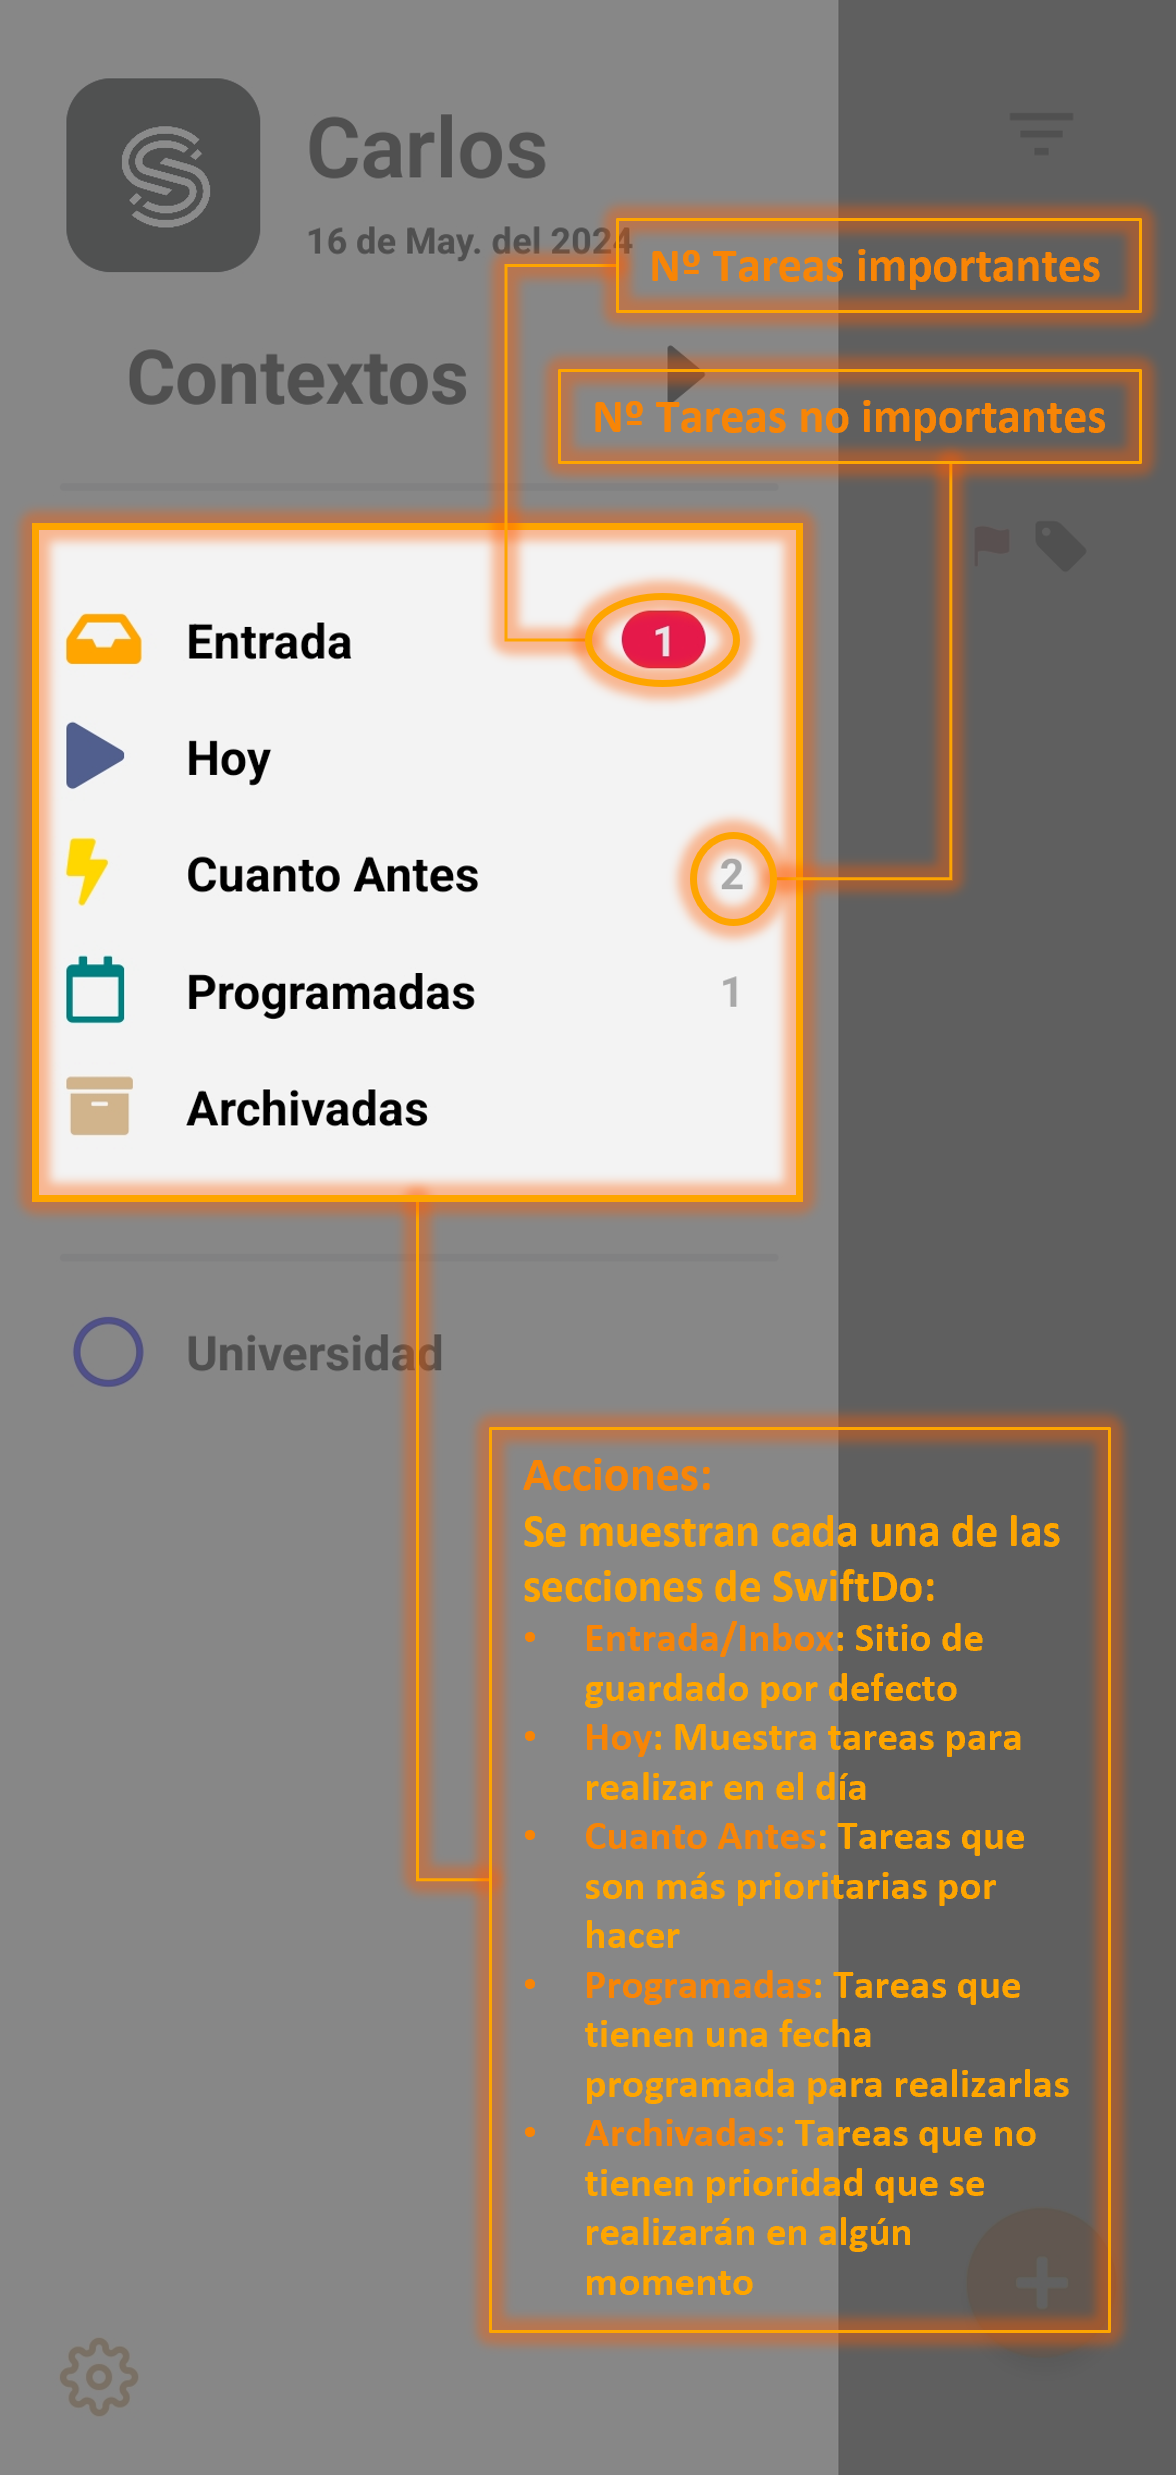 Carlos
16 de May. del 2024
Nº Tareas importantes
Contextos
Nº Tareas no importantes
Entrada 1
Hoy
Cuanto Antes 2
Programadas 1
Archivadas
Universidad
Acciones:
Se muestran cada una de las
secciones de SwiftDo:
• Entrada/Inbox: Sitio de
guardado por defecto
• Hoy: Muestra tareas para
realizar en el día
• Cuanto Antes: Tareas que
son más prioritarias por
hacer
• Programadas: Tareas que
tienen una fecha
programada para realizarlas
• Archivadas: Tareas que no
tienen prioridad que se
realizarán en algún
momento